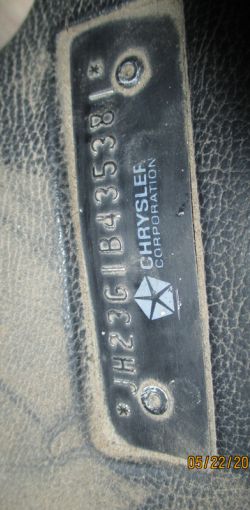 *JH23G1B435381*
CHRYSLER
CORPORATION
05/22/20